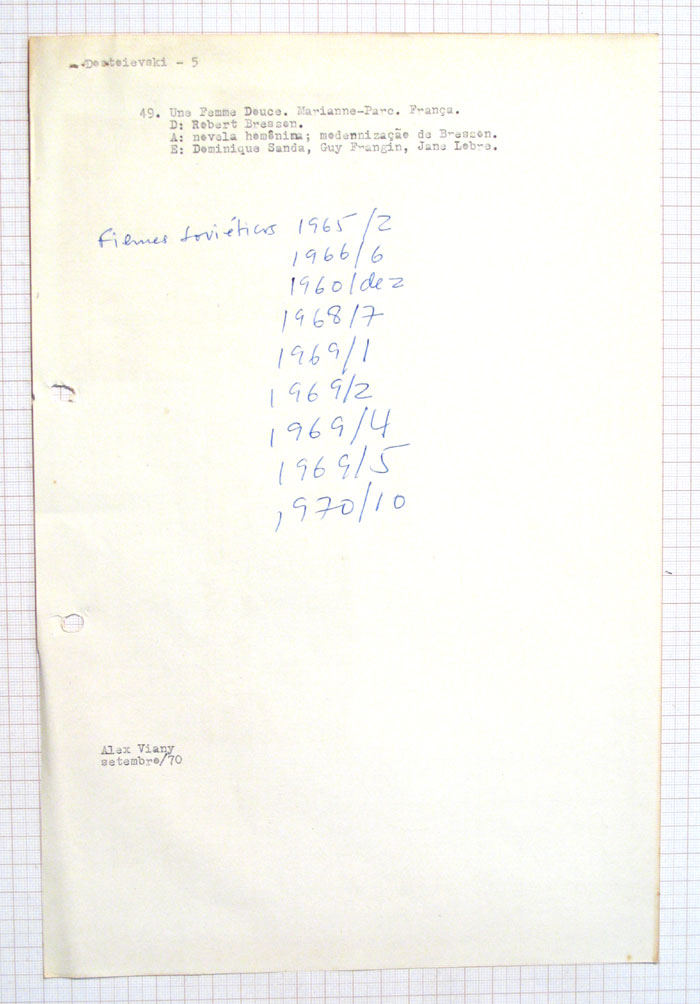 Dostoievski - 5
49. Une Femme Douce. Marianne-Parc. França.
D: Robert Bresson.
A: novela homônima; modernização de Bresson.
E: Dominique Sanda, Guy Frangin, Jane Lobre.
Filmes Soviéticos 1965/2
1966/6
1960/dez
1968/7
1969/1
1969/2
1969/4
1969/5
1970/10
Alex Viany
setembro/70